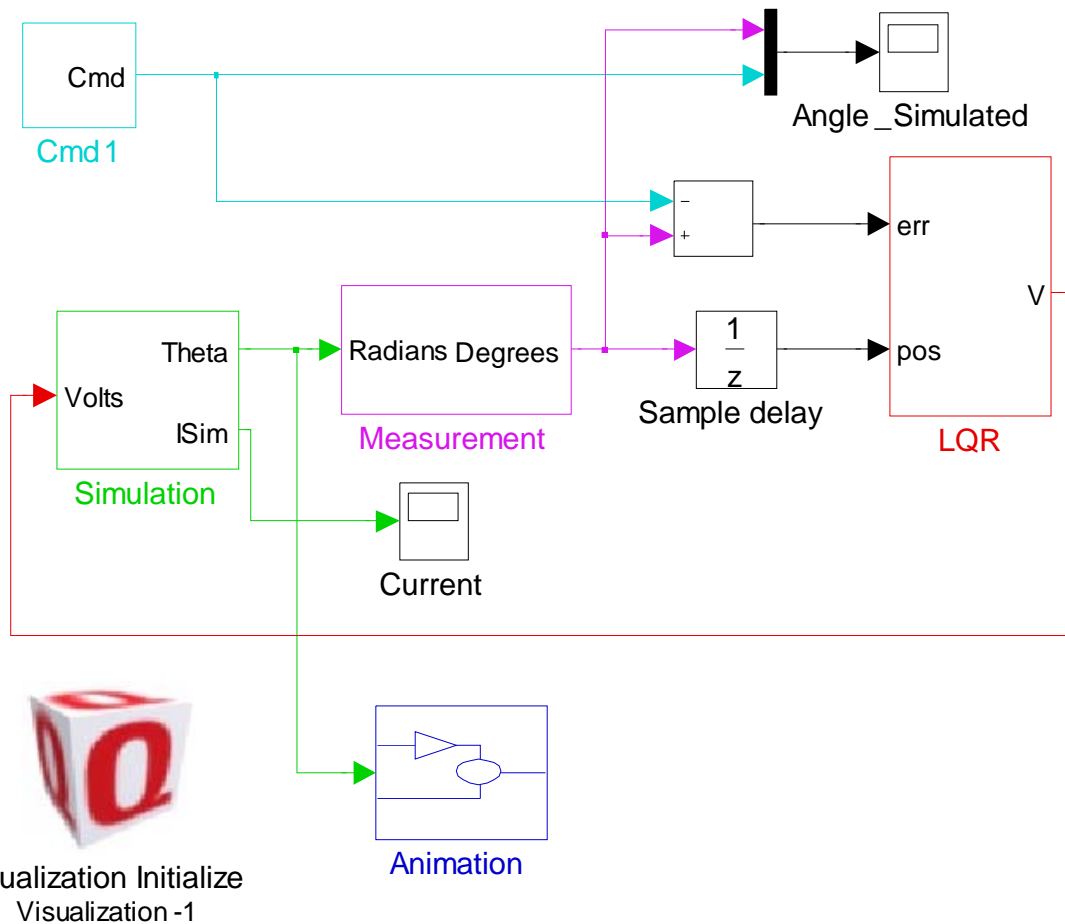 Cmd
Cmd 1
Angle _Simulated
−
+
err
pos
V
LQR
Theta
Volts
ISim
Simulation
Radians Degrees
Measurement
1
z
Sample delay
Current
Q
Q
Q
ualization Initialize
Visualization -1
Animation